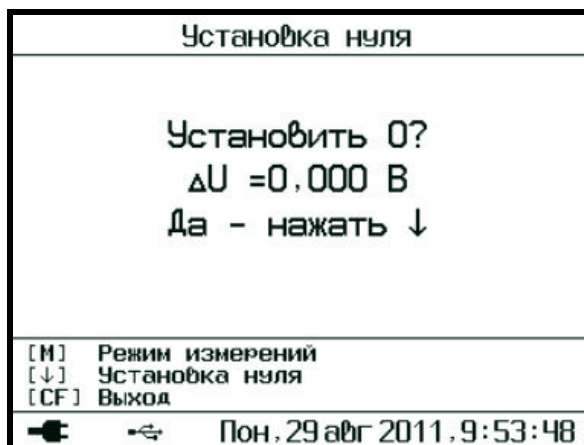 Установка нуля
Установить 0?
ΔU =0,000 В
Да - нажать ↓
[M] Режим измерений
[↓] Установка нуля
[CF] Выход
Пон,29 авг 2011,9:53:48